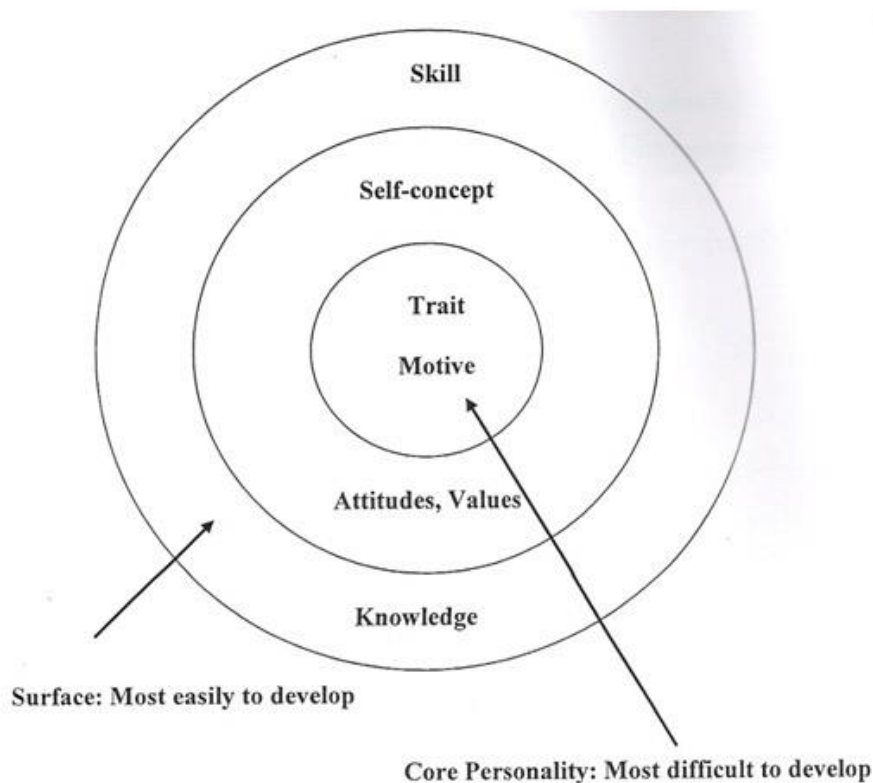 Skill
Self-concept
Trait
Motive
Attitudes, Values
Knowledge
Surface: Most easily to develop
Core Personality: Most difficult to develop